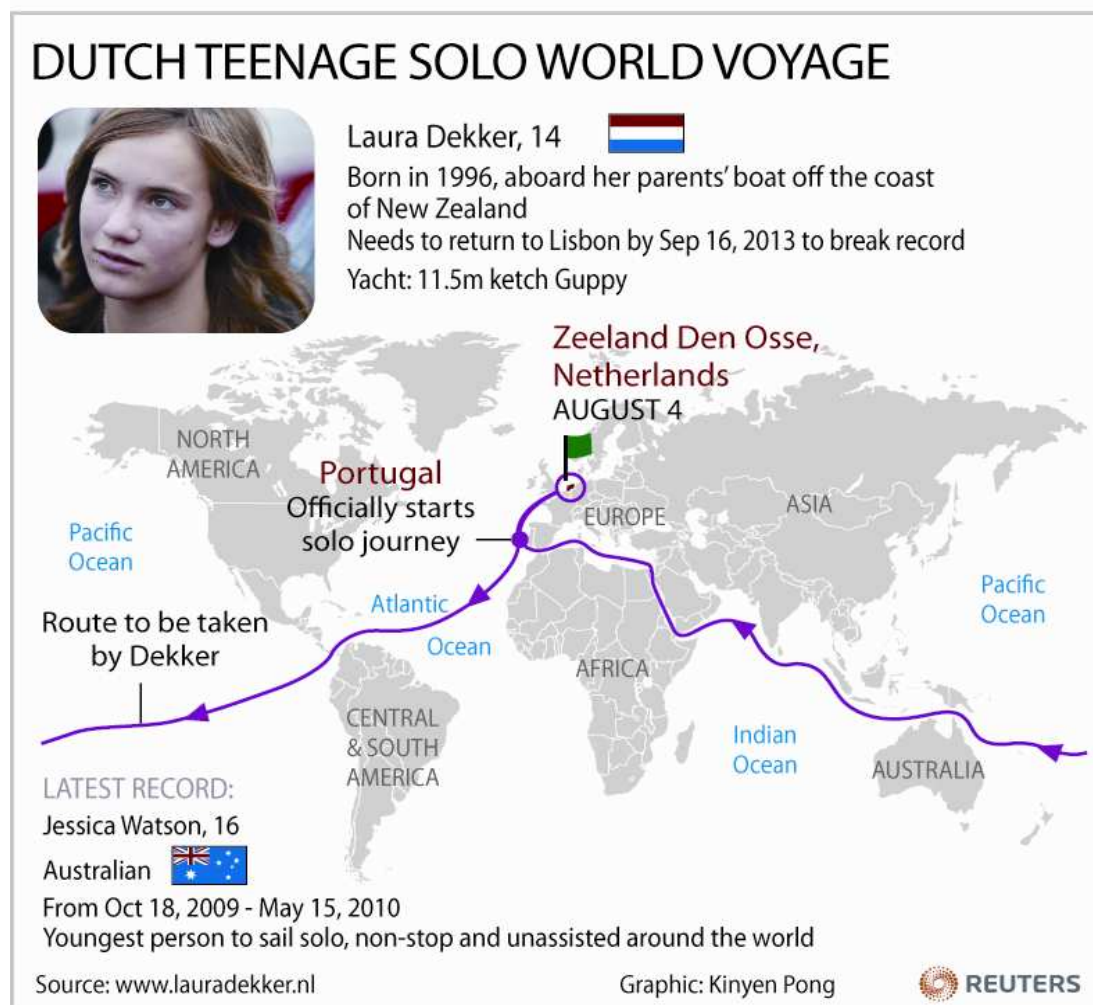 DUTCH TEENAGE SOLO WORLD VOYAGE
Laura Dekker, 14
Born in 1996, aboard her parents' boat off the coast
of New Zealand
Needs to return to Lisbon by Sep 16, 2013 to break record
Yacht: 11.5m ketch Guppy
Zeeland Den Osse,
Netherlands
AUGUST 4
NORTH
AMERICA
Portugal
Officially starts
solo journey
EUROPE
ASIA
Pacific
Ocean
Atlantic
Ocean
Pacific
Ocean
Route to be taken
by Dekker
AFRICA
CENTRAL
& SOUTH
AMERICA
Indian
Ocean
AUSTRALIA
LATEST RECORD:
Jessica Watson, 16
Australian
From Oct 18, 2009 - May 15, 2010
Youngest person to sail solo, non-stop and unassisted around the world
Source: www.lauradekker.nl
Graphic: Kinyen Pong
REUTERS